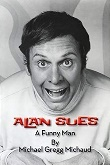 ALAN SUES
A Funny Man
By
Michael Gregg Michaud